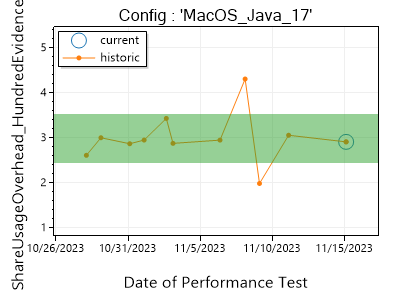 Config : 'MacOS_Java_17'
current
historic
5
4
3
2
1
10/26/2023 10/31/2023 11/5/2023 11/10/2023 11/15/2023
Date of Performance Test
ShareUsageOverhead_HundredEvidence